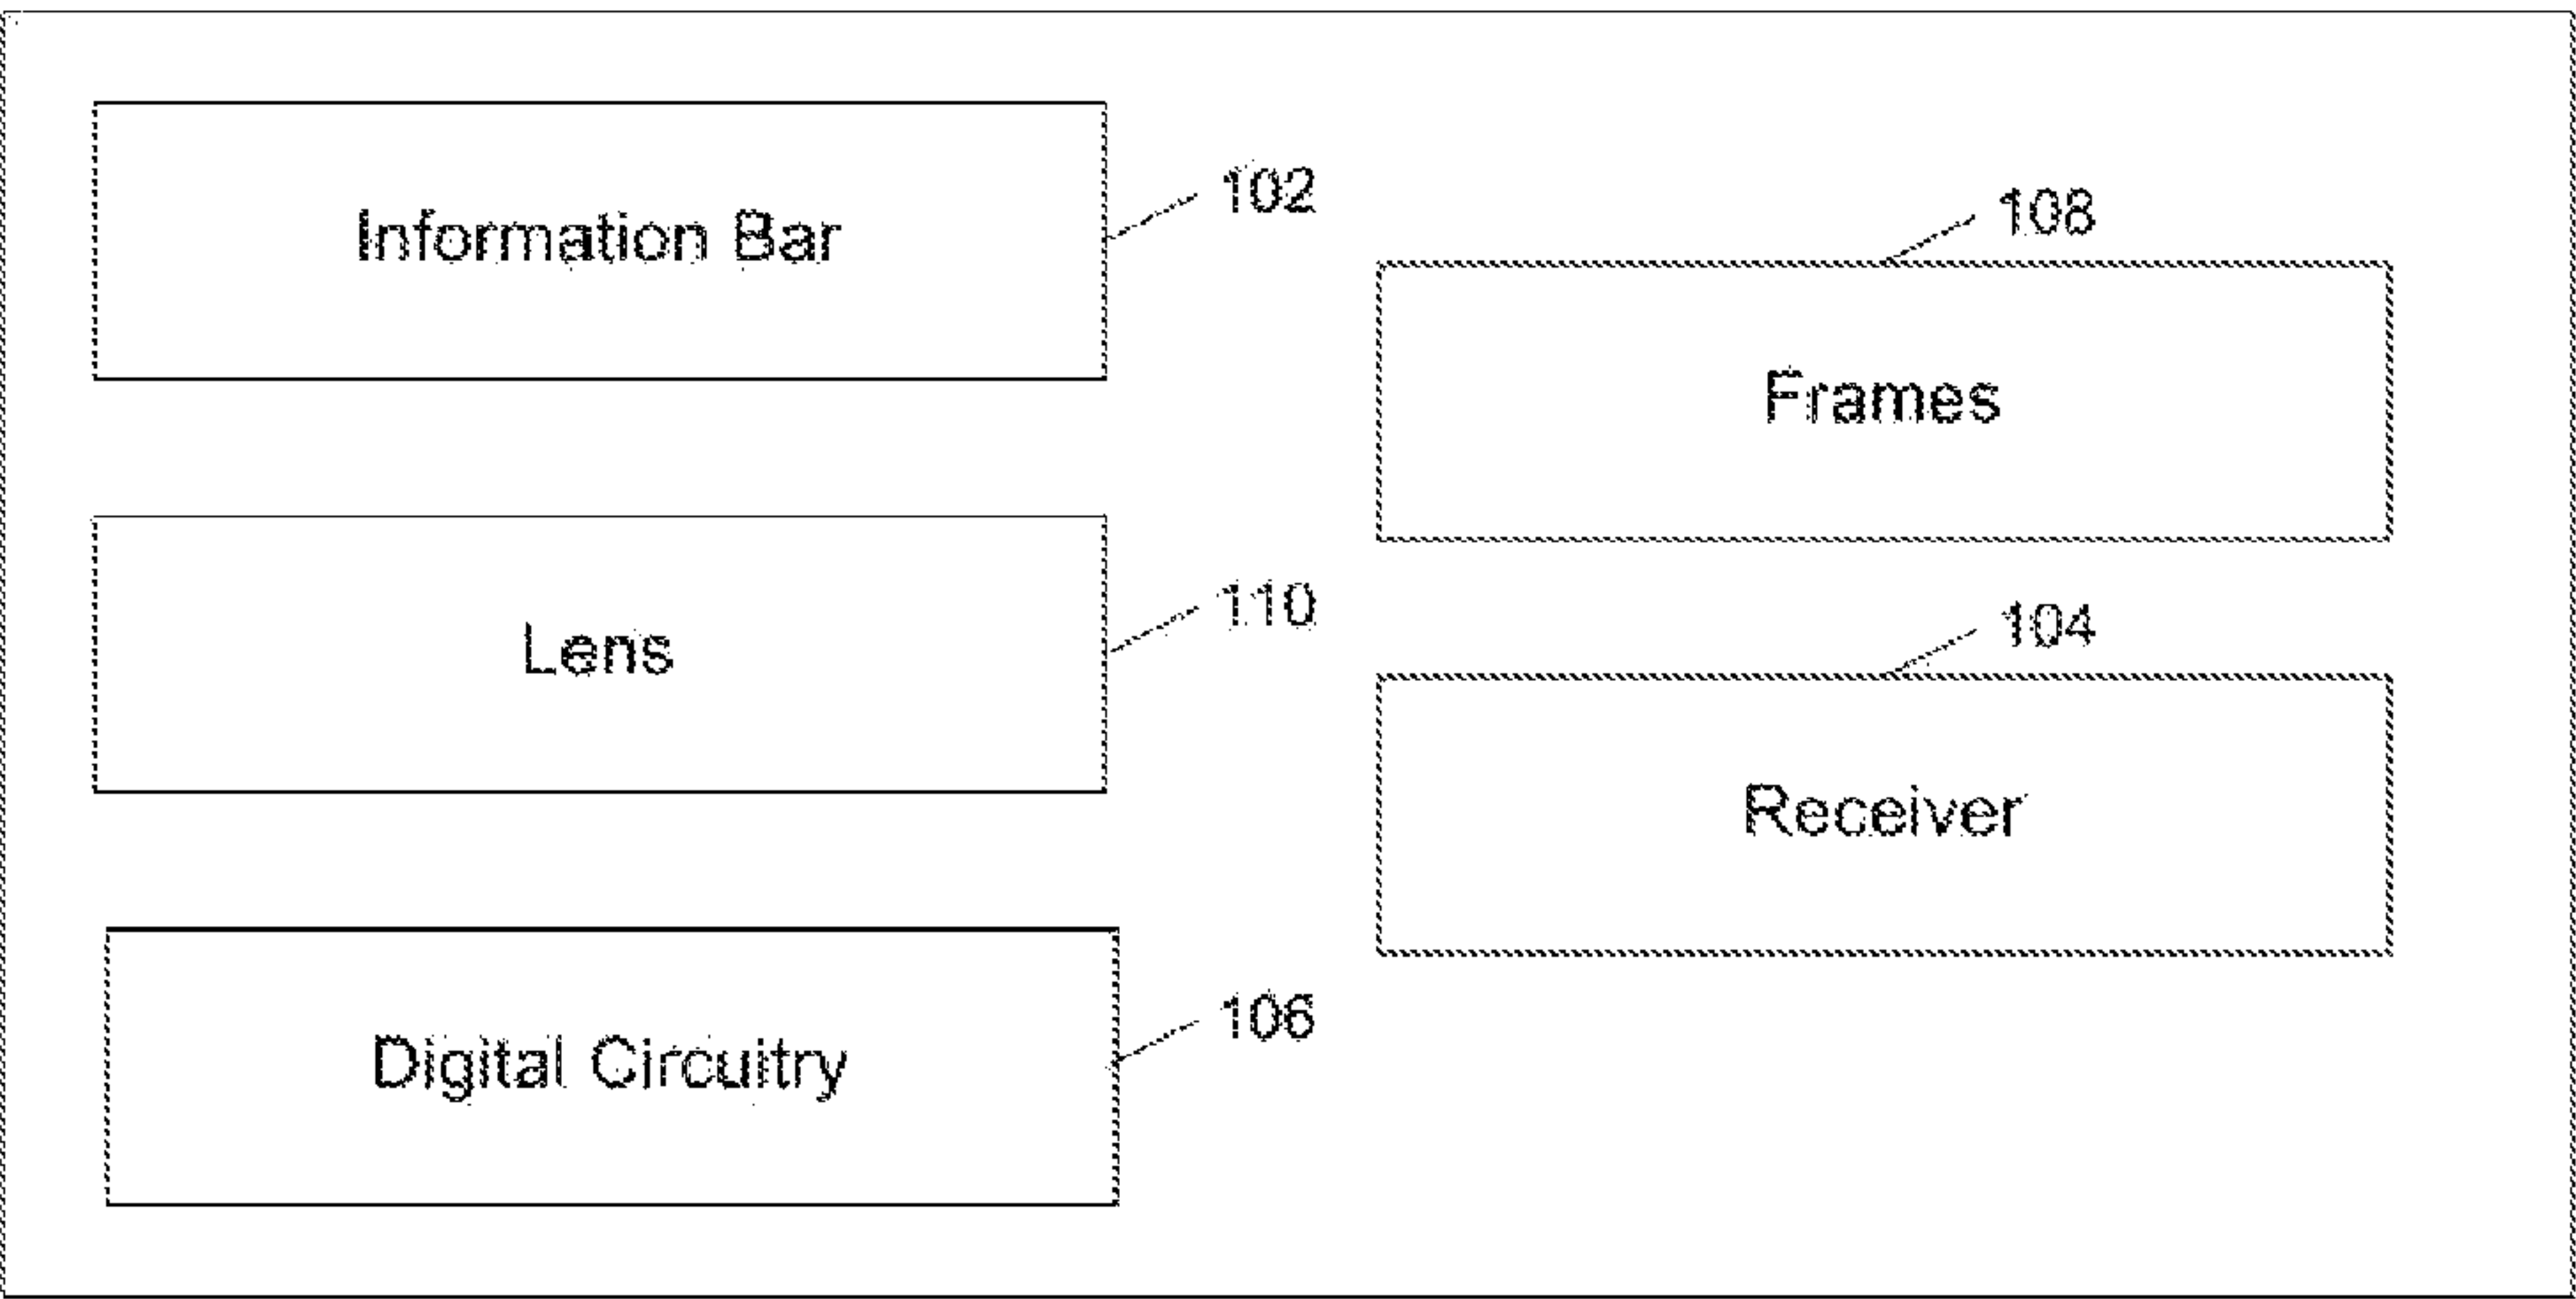 Information Bar
102
108
Frames
Lens
110
104
Receiver
Digital Circuitry
106